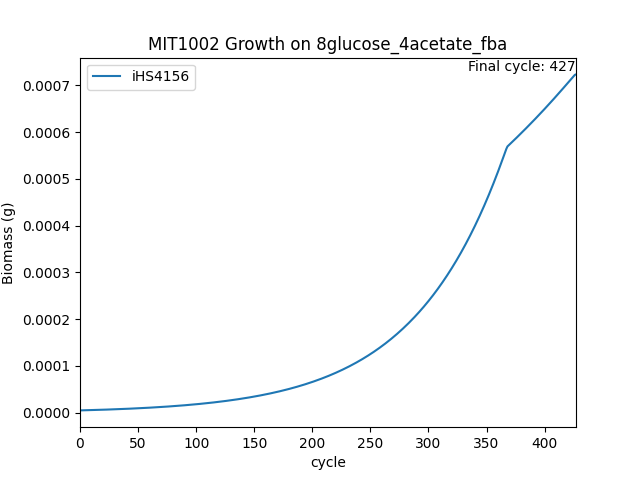 MIT1002 Growth on 8glucose_4acetate_fba
Final cycle: 427
iHS4156
Biomass (g)
0.0007
0.0006
0.0005
0.0004
0.0003
0.0002
0.0001
0.0000
0 50 100 150 200 250 300 350 400
cycle